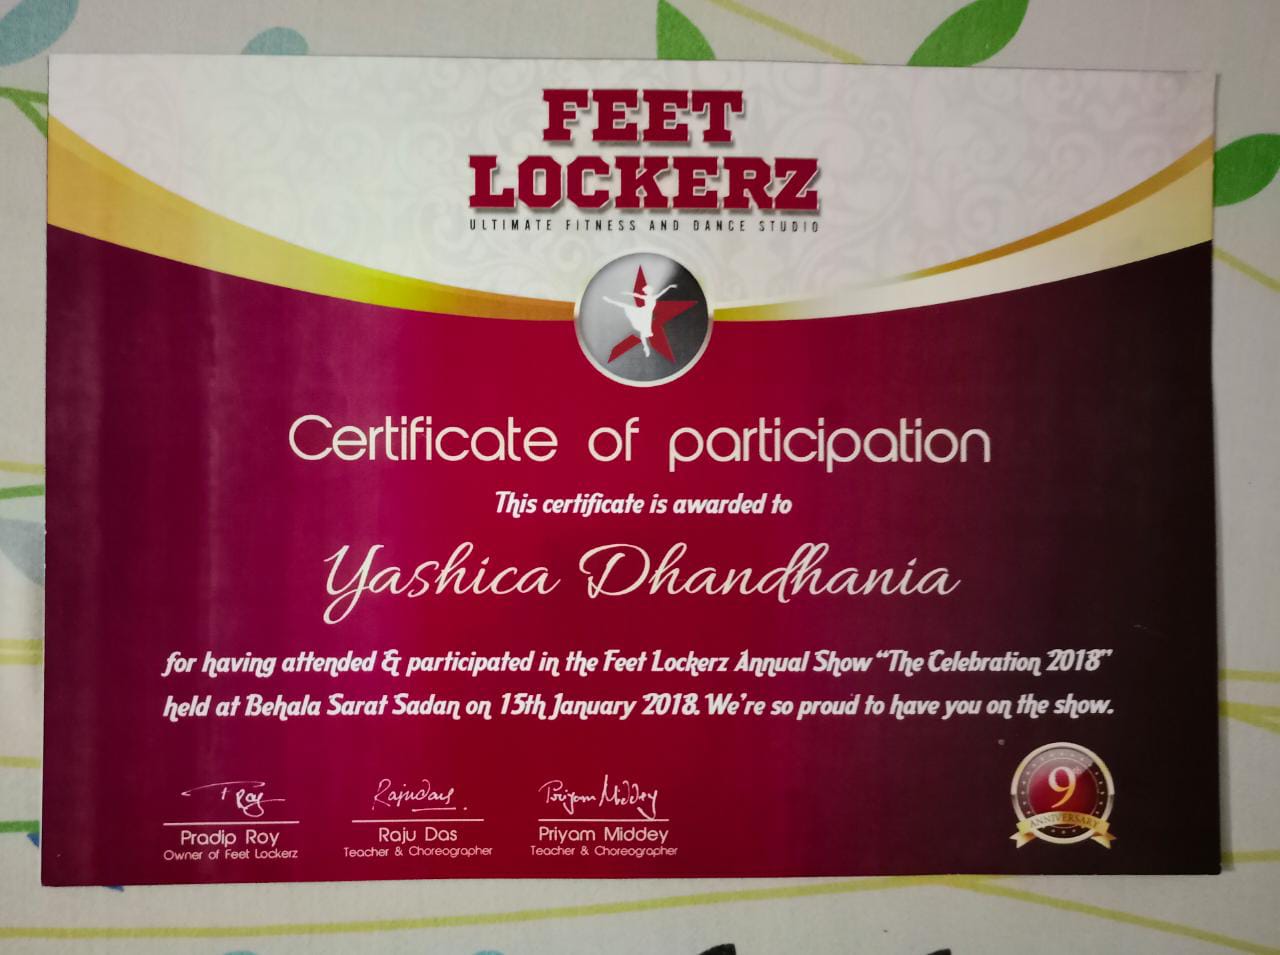 FEET
LOCKERZ
ULTIMATE FITNESS AND DANCE STUDIO
Certificate of participation
This certificate is awarded to
Yashica Dhandhania
for having attended & participated in the Feet Lockerz Annual Show “The Celebration 2018”
held at Behala Sarat Sadan on 15th January 2018. We're so proud to have you on the show.
P Roy
Rajudas
Priyam Middey
Pradip Roy
Owner of Feet Lockerz
Raju Das
Teacher & Choreographer
Priyam Middey
Teacher & Choreographer
9th
ANNIVERSARY